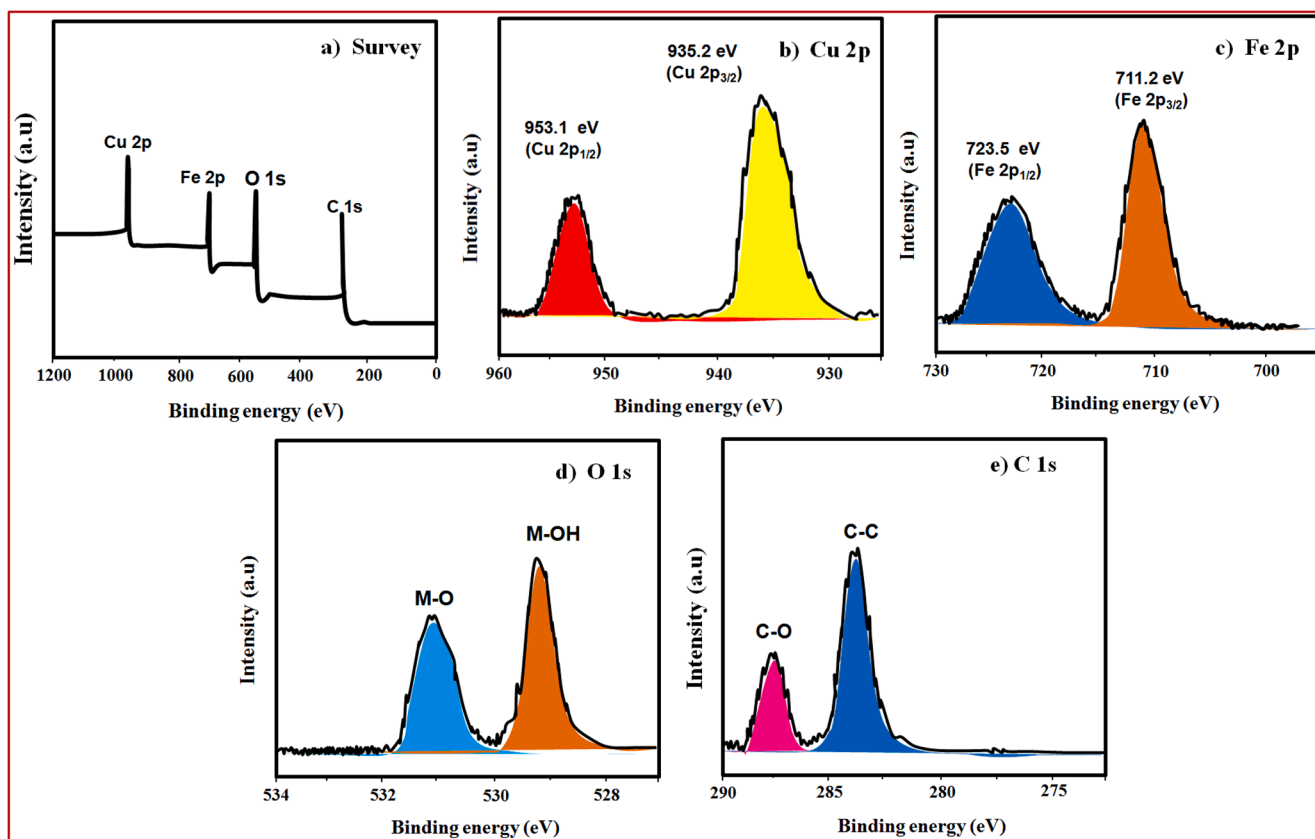 a) Survey
Cu 2p
Fe 2p
O 1s
C 1s
Intensity (a.u)
1200 1000 800 600 400 200 0
Binding energy (eV)
b) Cu 2p
935.2 eV
(Cu 2p3/2)
953.1 eV
(Cu 2p1/2)
Intensity (a.u)
960 950 940 930
Binding energy (eV)
c) Fe 2p
711.2 eV
(Fe 2p3/2)
723.5 eV
(Fe 2p1/2)
Intensity (a.u)
730 720 710 700
Binding energy (eV)
d) O 1s
M-OH
M-O
Intensity (a.u)
534 532 530 528
Binding energy (eV)
e) C 1s
C-C
C-O
Intensity (a.u)
290 285 280 275
Binding energy (eV)